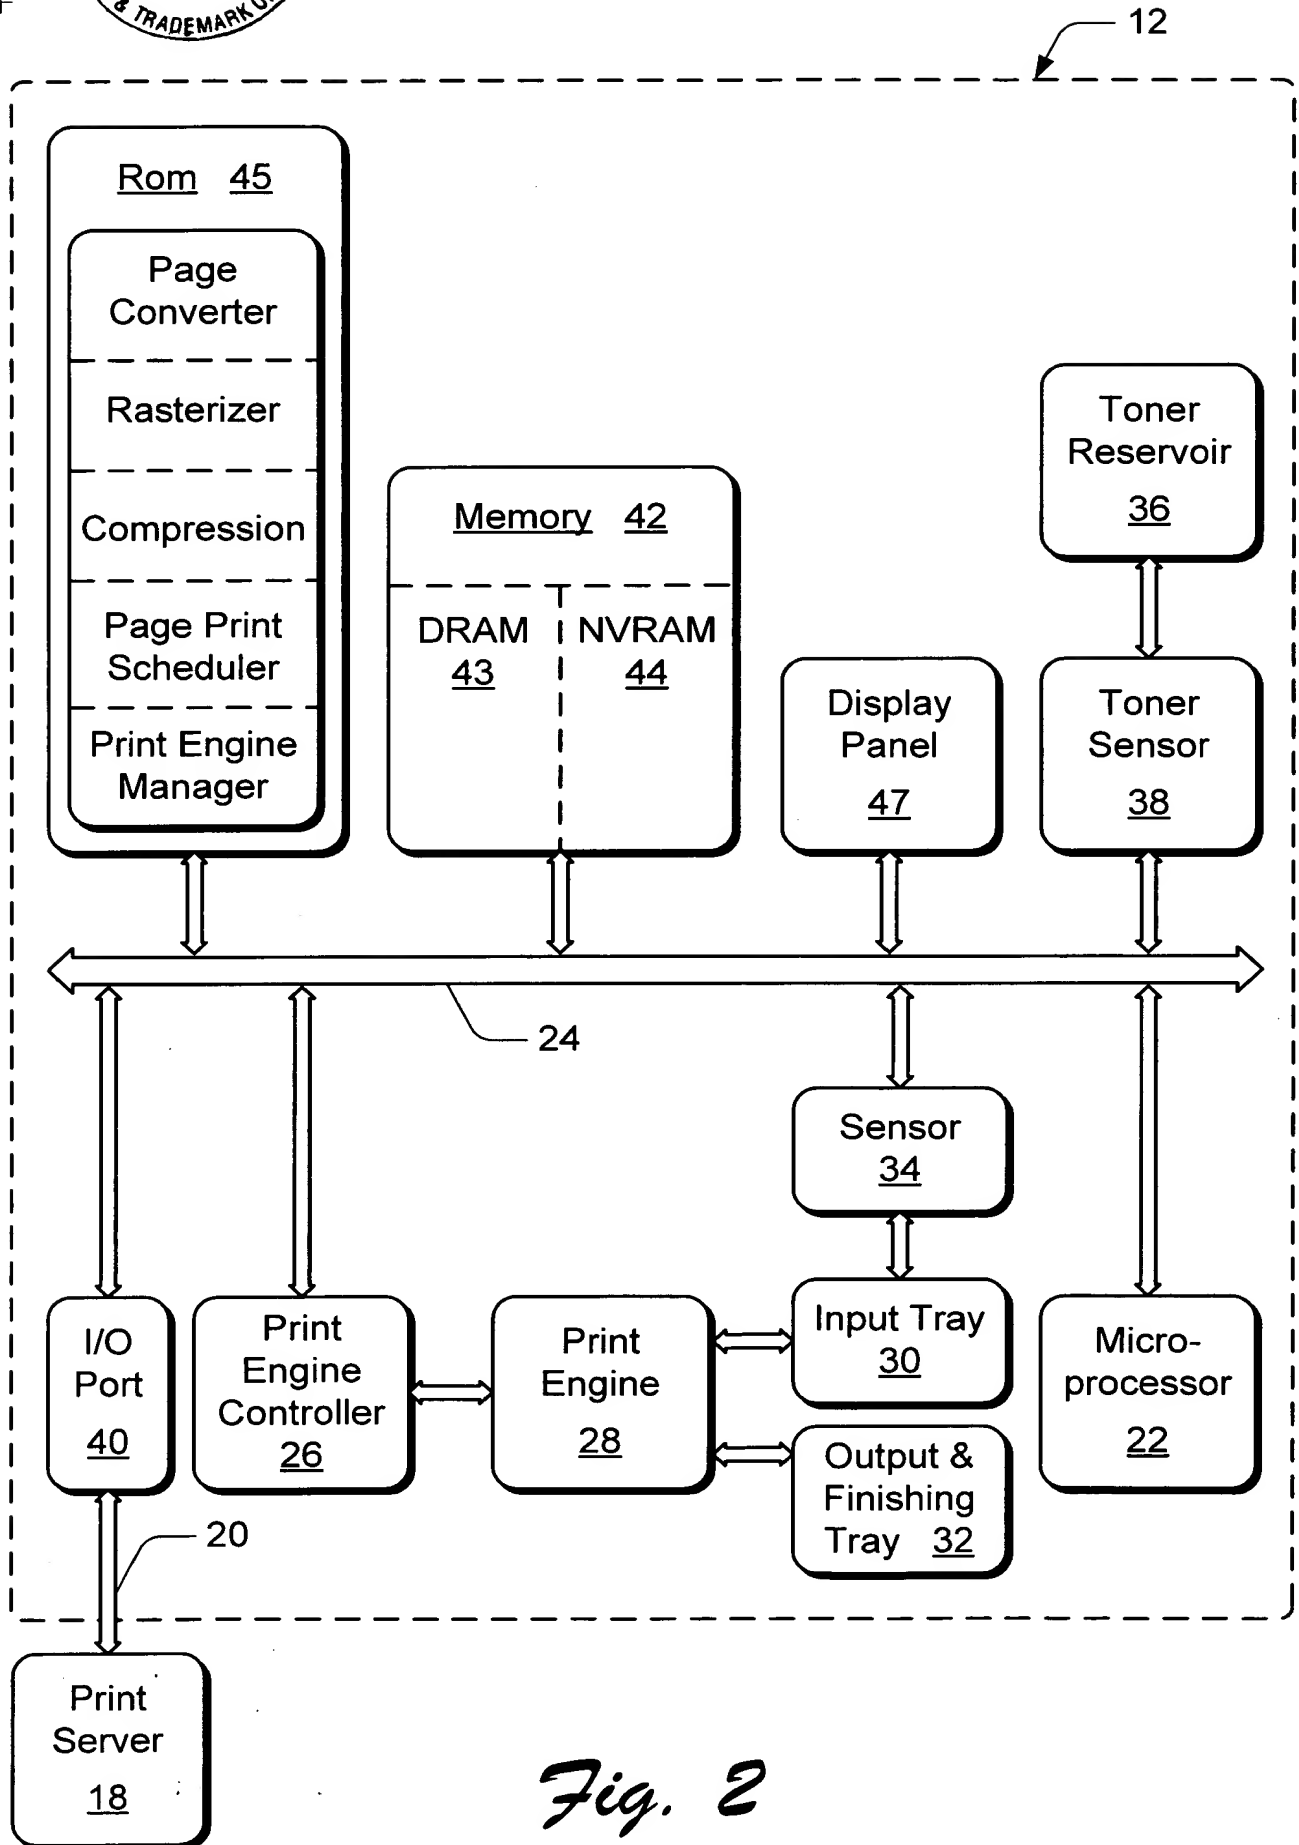 & TRADEMARK
12
Rom 45
Page
Converter
Rasterizer
Compression
Page Print
Scheduler
Print Engine
Manager
Memory 42
DRAM
43
NVRAM
44
Toner
Reservoir
36
Display
Panel
47
Toner
Sensor
38
24
Sensor
34
I/O
Port
40
Print
Engine
Controller
26
Print
Engine
28
Input Tray
30
Output &
Finishing
Tray 32
Micro-
processor
22
20
Print
Server
18
Fig. 2